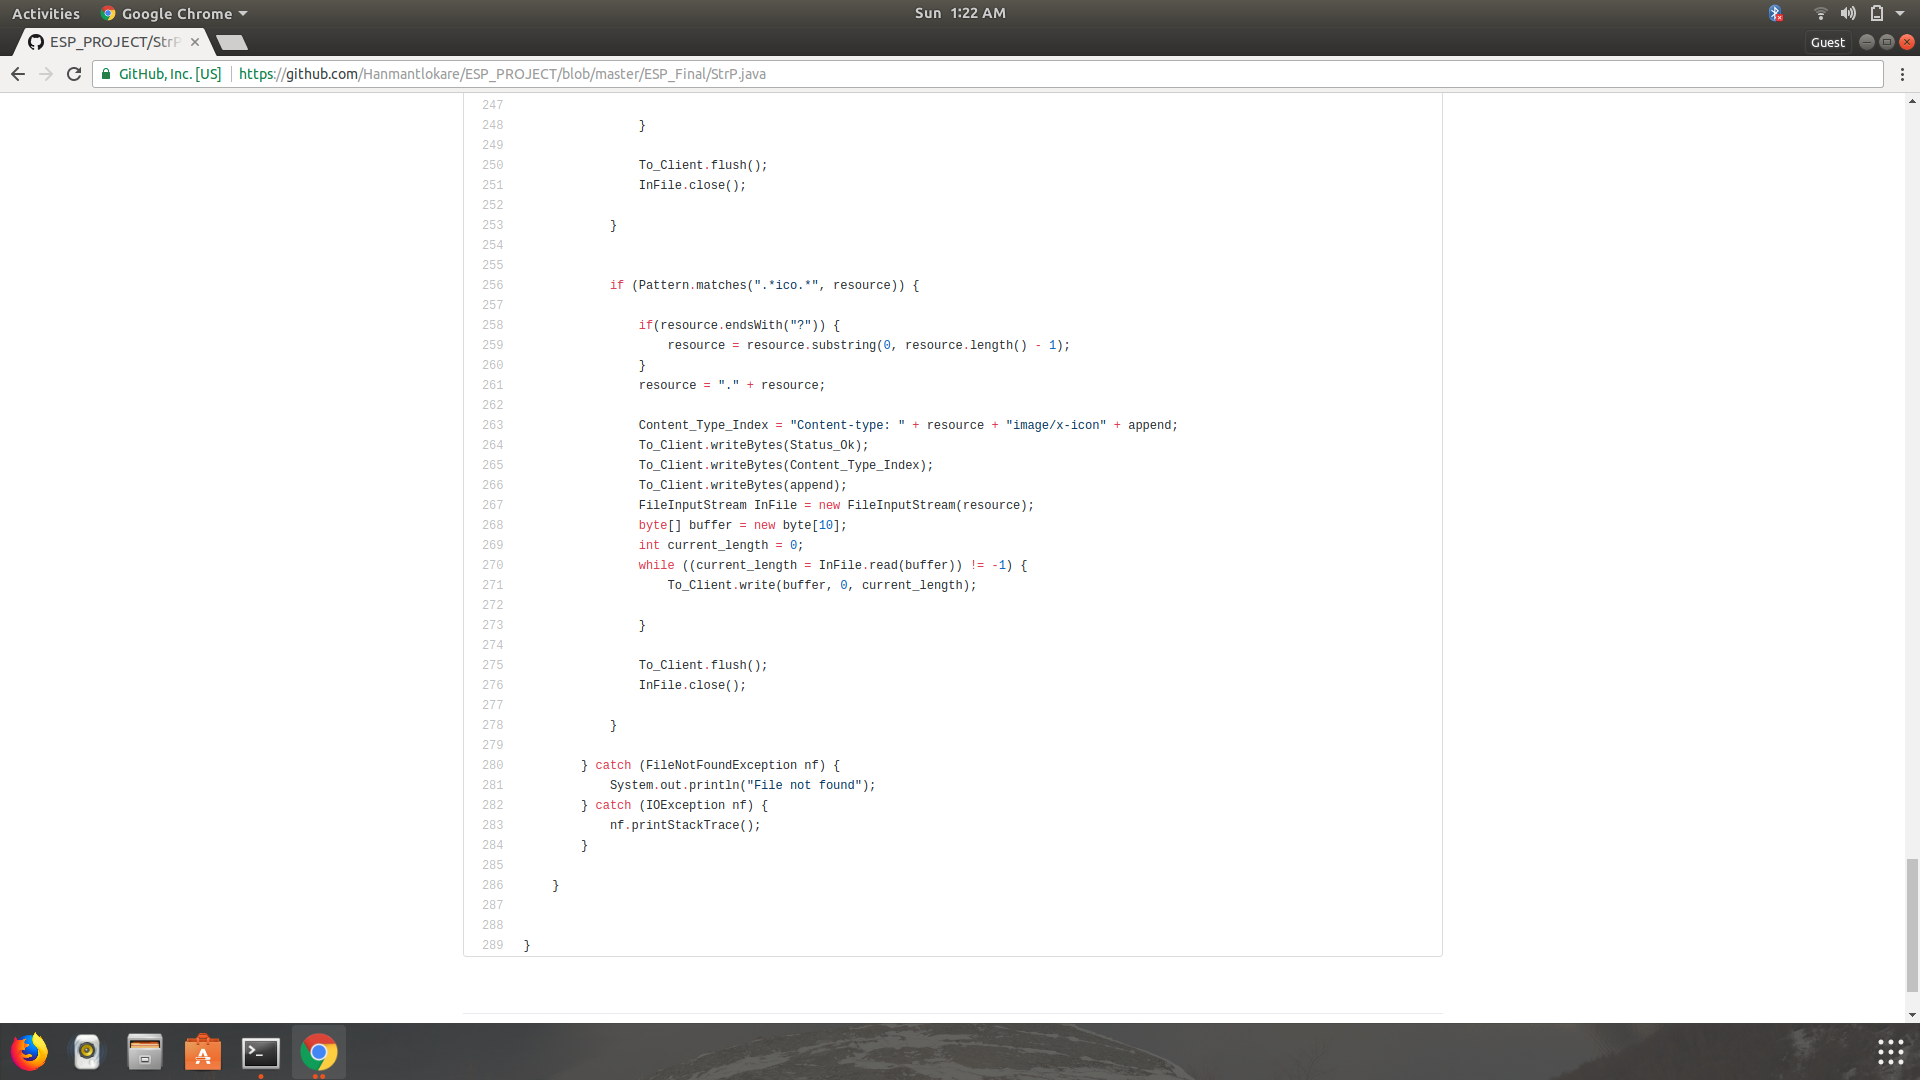 Activities Google Chrome Sun 1:22 AM
ESP_PROJECT/StrP Guest
GitHub, Inc. [US] https://github.com/Hanmantlokare/ESP_PROJECT/blob/master/ESP_Final/StrP.java
247
248 }
249
250 To_Client.flush();
251 InFile.close();
252
253 }
254
255
256 if (Pattern.matches(".*ico.*", resource)) {
257
258 if(resource.endsWith("?")) {
259 resource = resource.substring(0, resource.length() - 1);
260 }
261 resource = "." + resource;
262
263 Content_Type_Index = "Content-type: " + resource + "image/x-icon" + append;
264 To_Client.writeBytes(Status_Ok);
265 To_Client.writeBytes(Content_Type_Index);
266 To_Client.writeBytes(append);
267 FileInputStream InFile = new FileInputStream(resource);
268 byte[] buffer = new byte[10];
269 int current_length = 0;
270 while ((current_length = InFile.read(buffer)) != -1) {
271 To_Client.write(buffer, 0, current_length);
272
273 }
274
275 To_Client.flush();
276 InFile.close();
277
278 }
279
280 } catch (FileNotFoundException nf) {
281 System.out.println("File not found");
282 } catch (IOException nf) {
283 nf.printStackTrace();
284 }
285
286 }
287
288
289 }